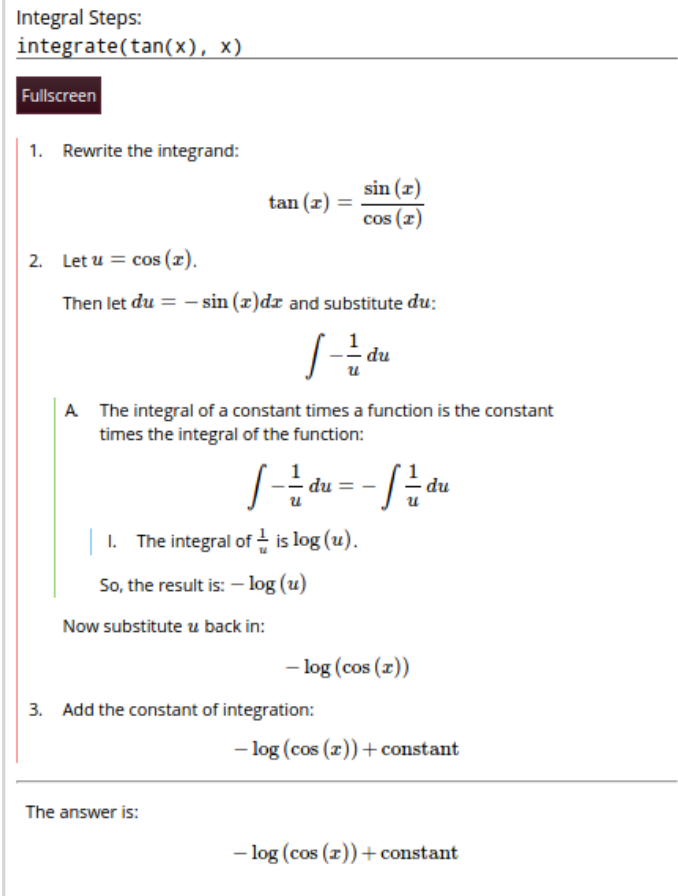 Integral Steps:
integrate(tan(x), x)
Fullscreen
1. Rewrite the integrand:
tan (x) = sin (x) / cos (x)
2. Let u = cos (x).
Then let du = − sin (x)dx and substitute du:
∫ − 1/u du
A. The integral of a constant times a function is the constant
times the integral of the function:
∫ − 1/u du = − ∫ 1/u du
I. The integral of 1/u is log (u).
So, the result is: − log (u)
Now substitute u back in:
− log (cos (x))
3. Add the constant of integration:
− log (cos (x)) + constant
The answer is:
− log (cos (x)) + constant